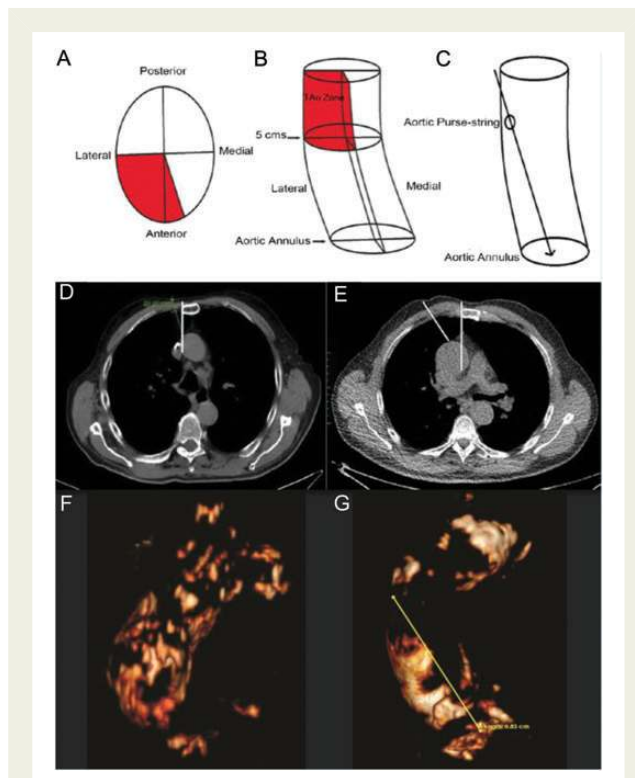 A
B
C
Posterior
Lateral
Medial
Anterior
TAo Zone
5 cms
Lateral
Medial
Aortic Annulus
Aortic Purse-string
Aortic Annulus
D
E
F
G